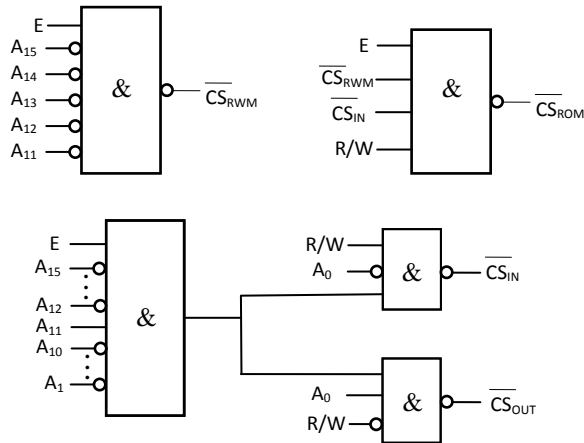 E
A15
A14
A13
A12
A11
&
CSRWM
E
CSRWM
CSIN
R/W
&
CSROM
E
A15
A12
A11
A10
A1
&
R/W
A0
&
CSIN
A0
R/W
&
CSOUT